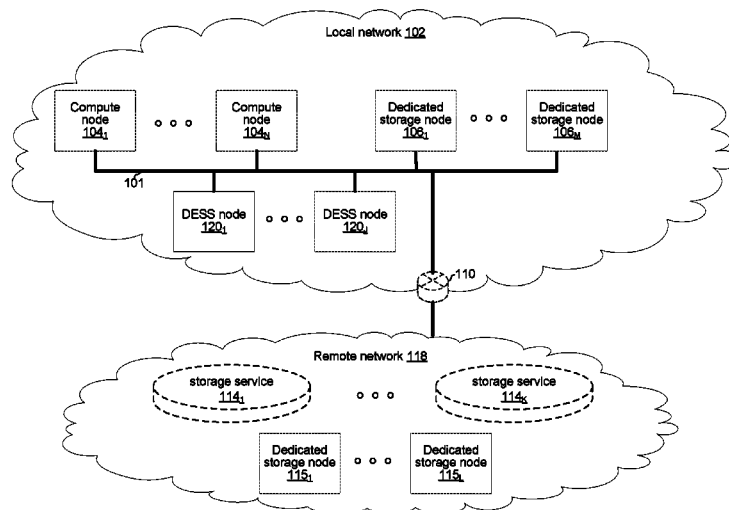 Local network 102
Compute node 104₁
Compute node 104N
Dedicated storage node 106₁
Dedicated storage node 106M
101
DESS node 120₁
DESS node 120J
110
Remote network 118
storage service 114₁
storage service 114K
Dedicated storage node 115₁
Dedicated storage node 115L